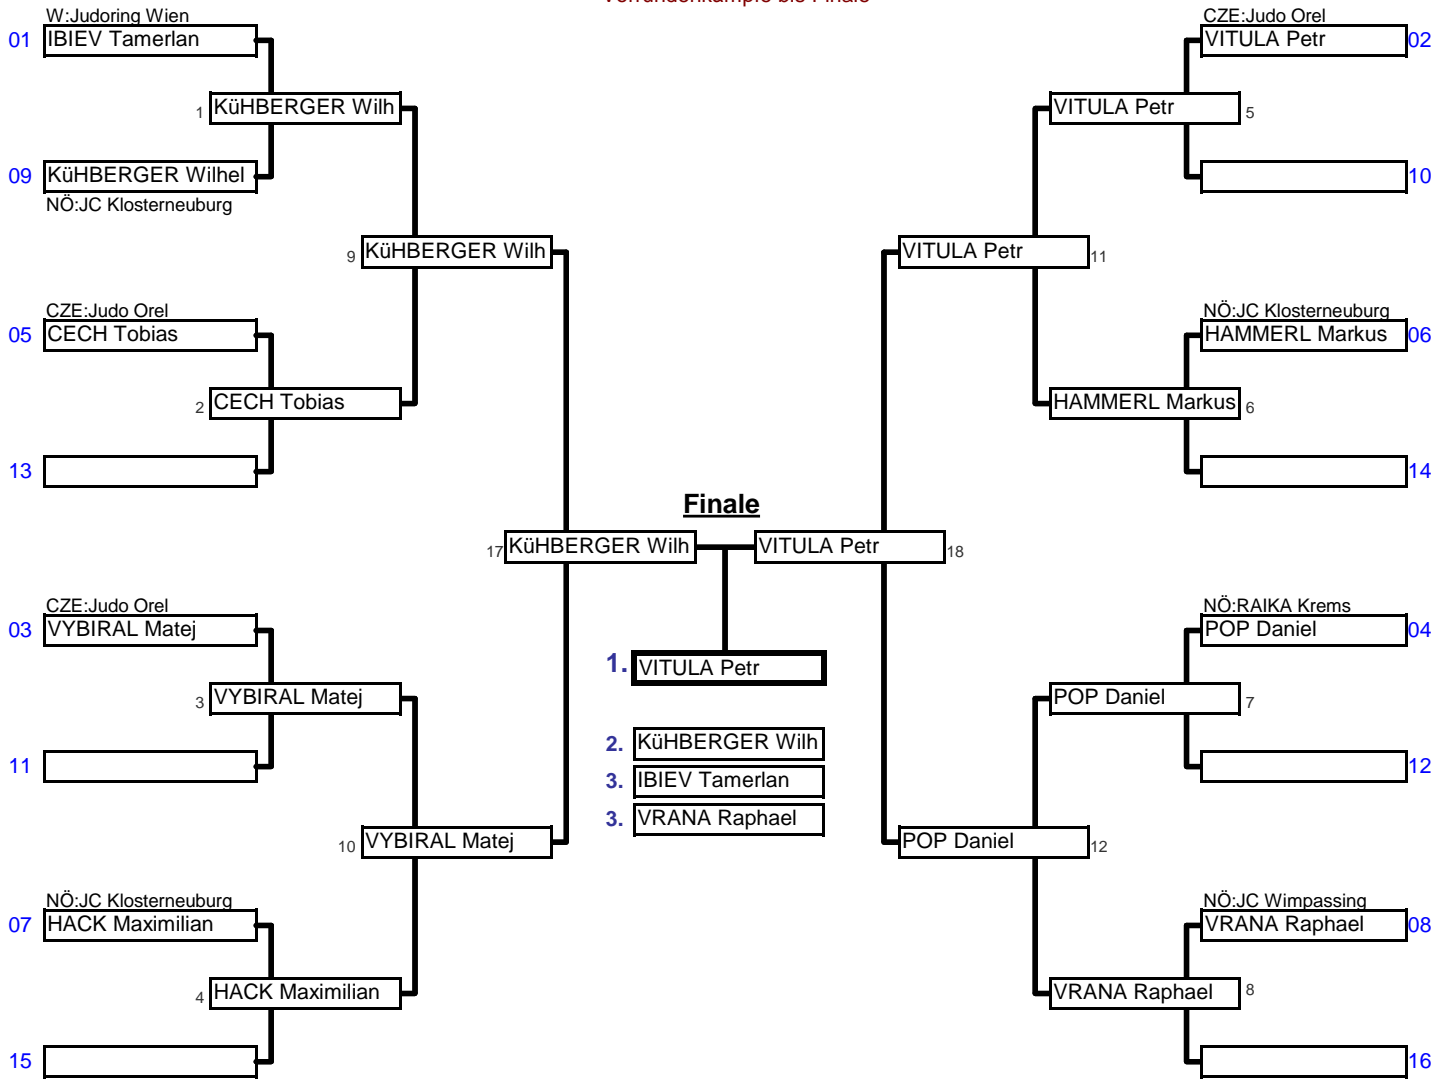 Vorrundenkämpfe bis Finale
W:Judoring Wien
01 IBIEV Tamerlan
1 KüHBERGER Wilh
09 KüHBERGER Wilhel
NÖ:JC Klosterneuburg
9 KüHBERGER Wilh
CZE:Judo Orel
05 CECH Tobias
2 CECH Tobias
13
17 KüHBERGER Wilh
CZE:Judo Orel
03 VYBIRAL Matej
3 VYBIRAL Matej
11
10 VYBIRAL Matej
NÖ:JC Klosterneuburg
07 HACK Maximilian
4 HACK Maximilian
15
Finale
1. VITULA Petr
2. KüHBERGER Wilh
3. IBIEV Tamerlan
3. VRANA Raphael
CZE:Judo Orel
VITULA Petr 02
VITULA Petr 5
10
VITULA Petr 11
NÖ:JC Klosterneuburg
HAMMERL Markus 06
HAMMERL Markus 6
14
VITULA Petr 18
NÖ:RAIKA Krems
POP Daniel 04
POP Daniel 7
12
POP Daniel 12
NÖ:JC Wimpassing
VRANA Raphael 08
VRANA Raphael 8
16